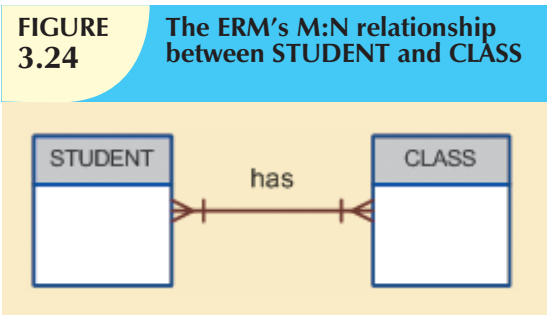 FIGURE
3.24
The ERM's M:N relationship
between STUDENT and CLASS
STUDENT
has
CLASS